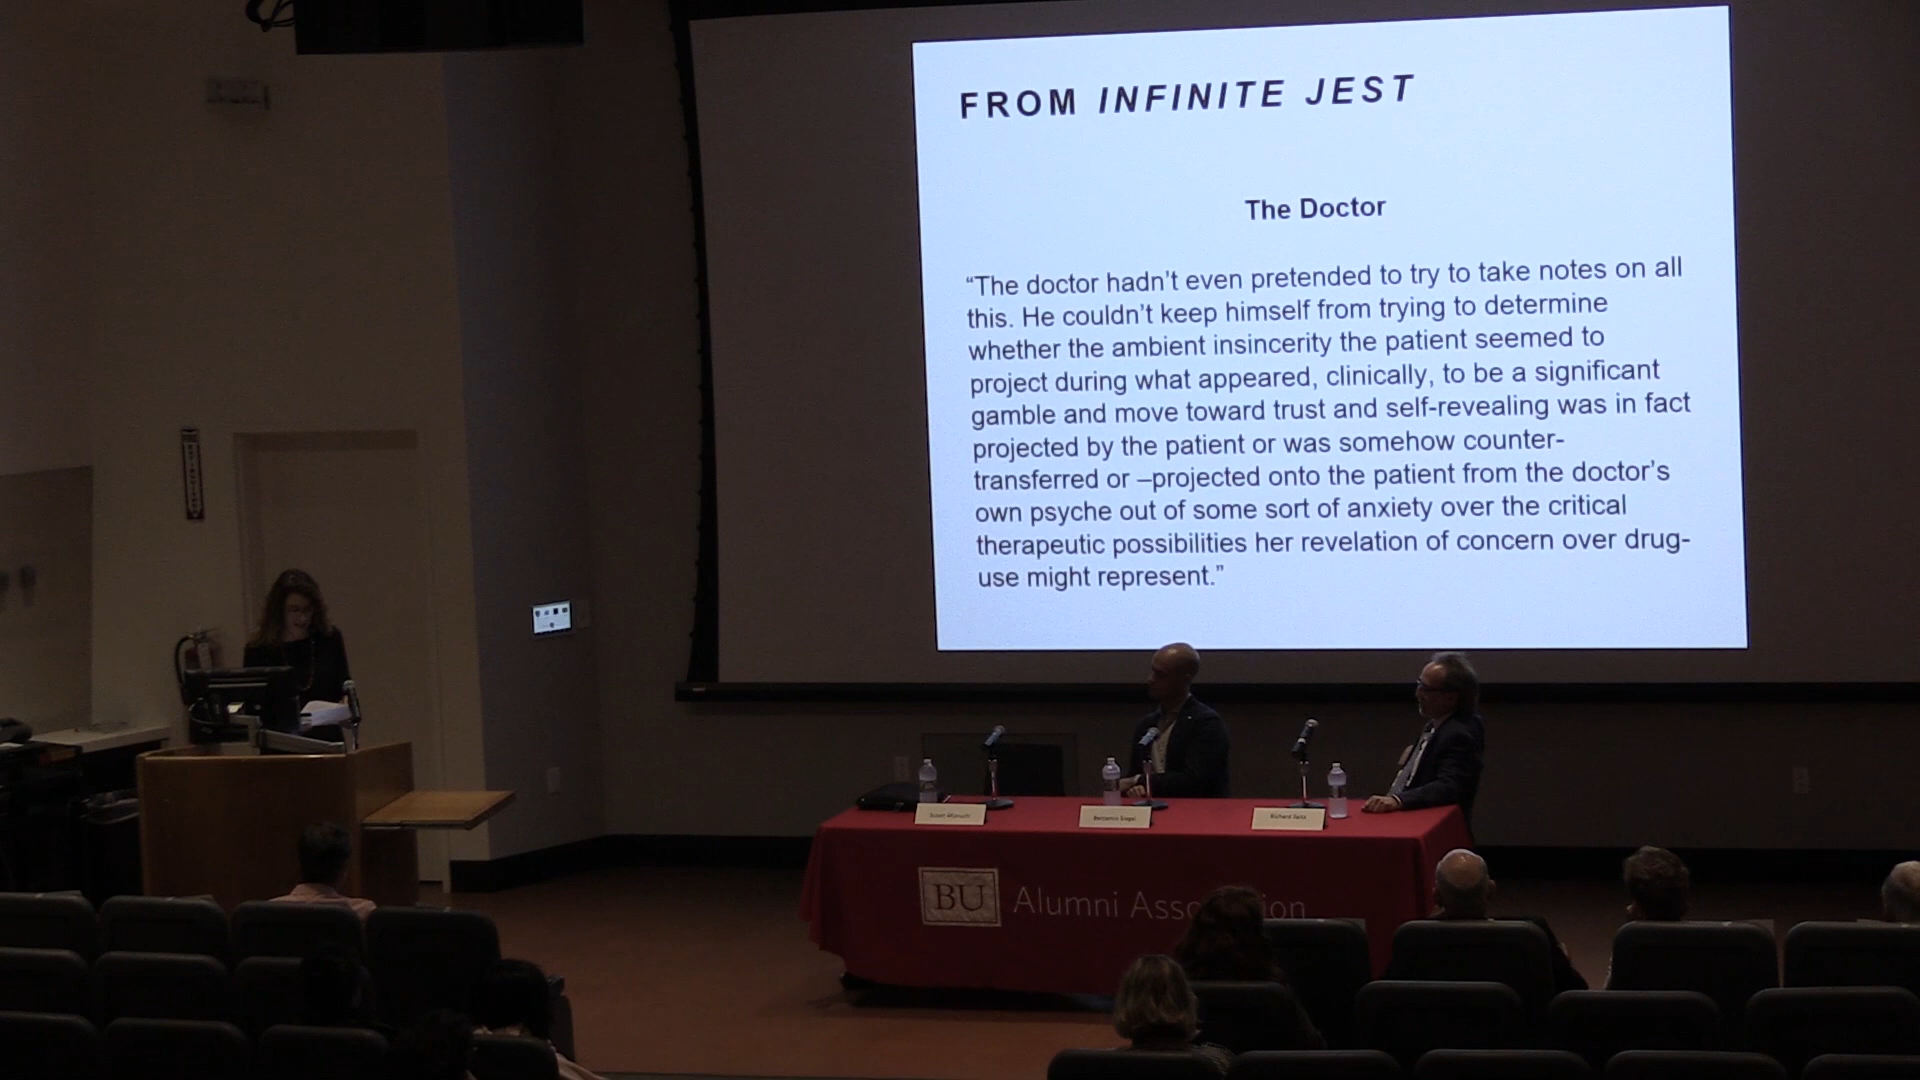 FROM INFINITE JEST
The Doctor
“The doctor hadn’t even pretended to try to take notes on all
this. He couldn’t keep himself from trying to determine
whether the ambient insincerity the patient seemed to
project during what appeared, clinically, to be a significant
gamble and move toward trust and self-revealing was in fact
projected by the patient or was somehow counter-
transferred or –projected onto the patient from the doctor’s
own psyche out of some sort of anxiety over the critical
therapeutic possibilities her revelation of concern over drug-
use might represent.”
Susan
Benjamin Siegel
Richard
BU Alumni